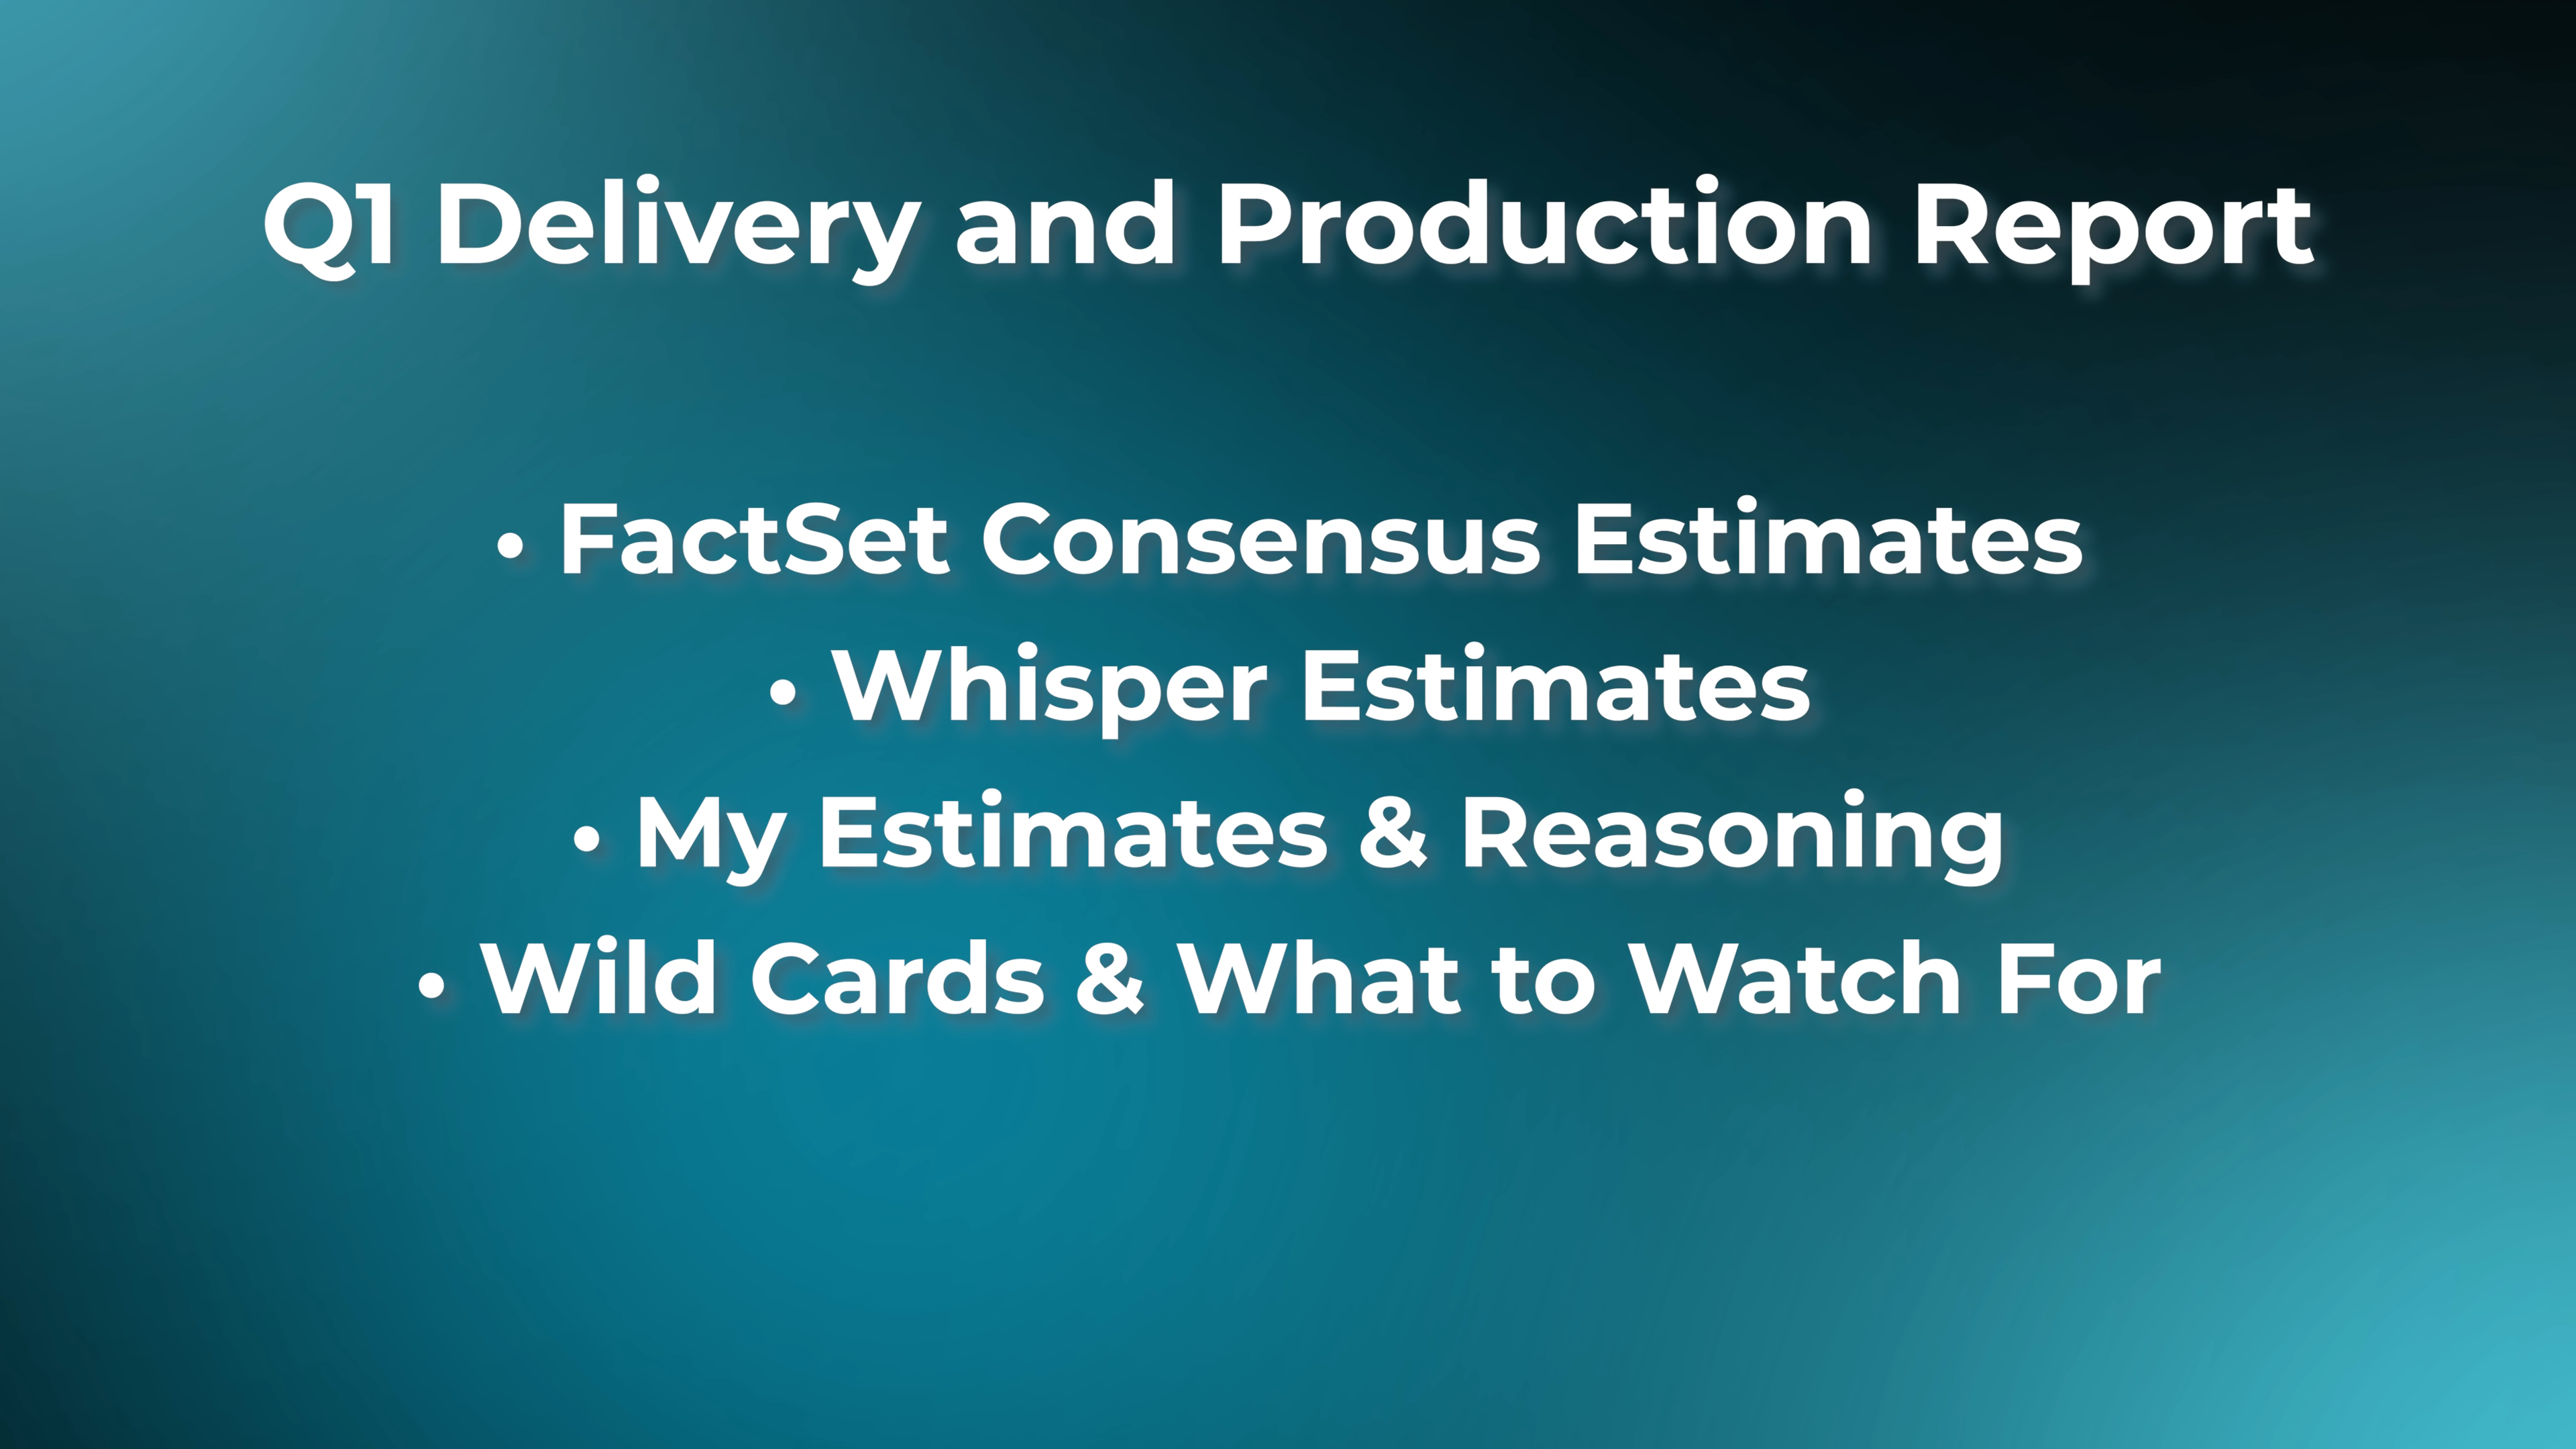 Q1 Delivery and Production Report
• FactSet Consensus Estimates
• Whisper Estimates
• My Estimates & Reasoning
• Wild Cards & What to Watch For